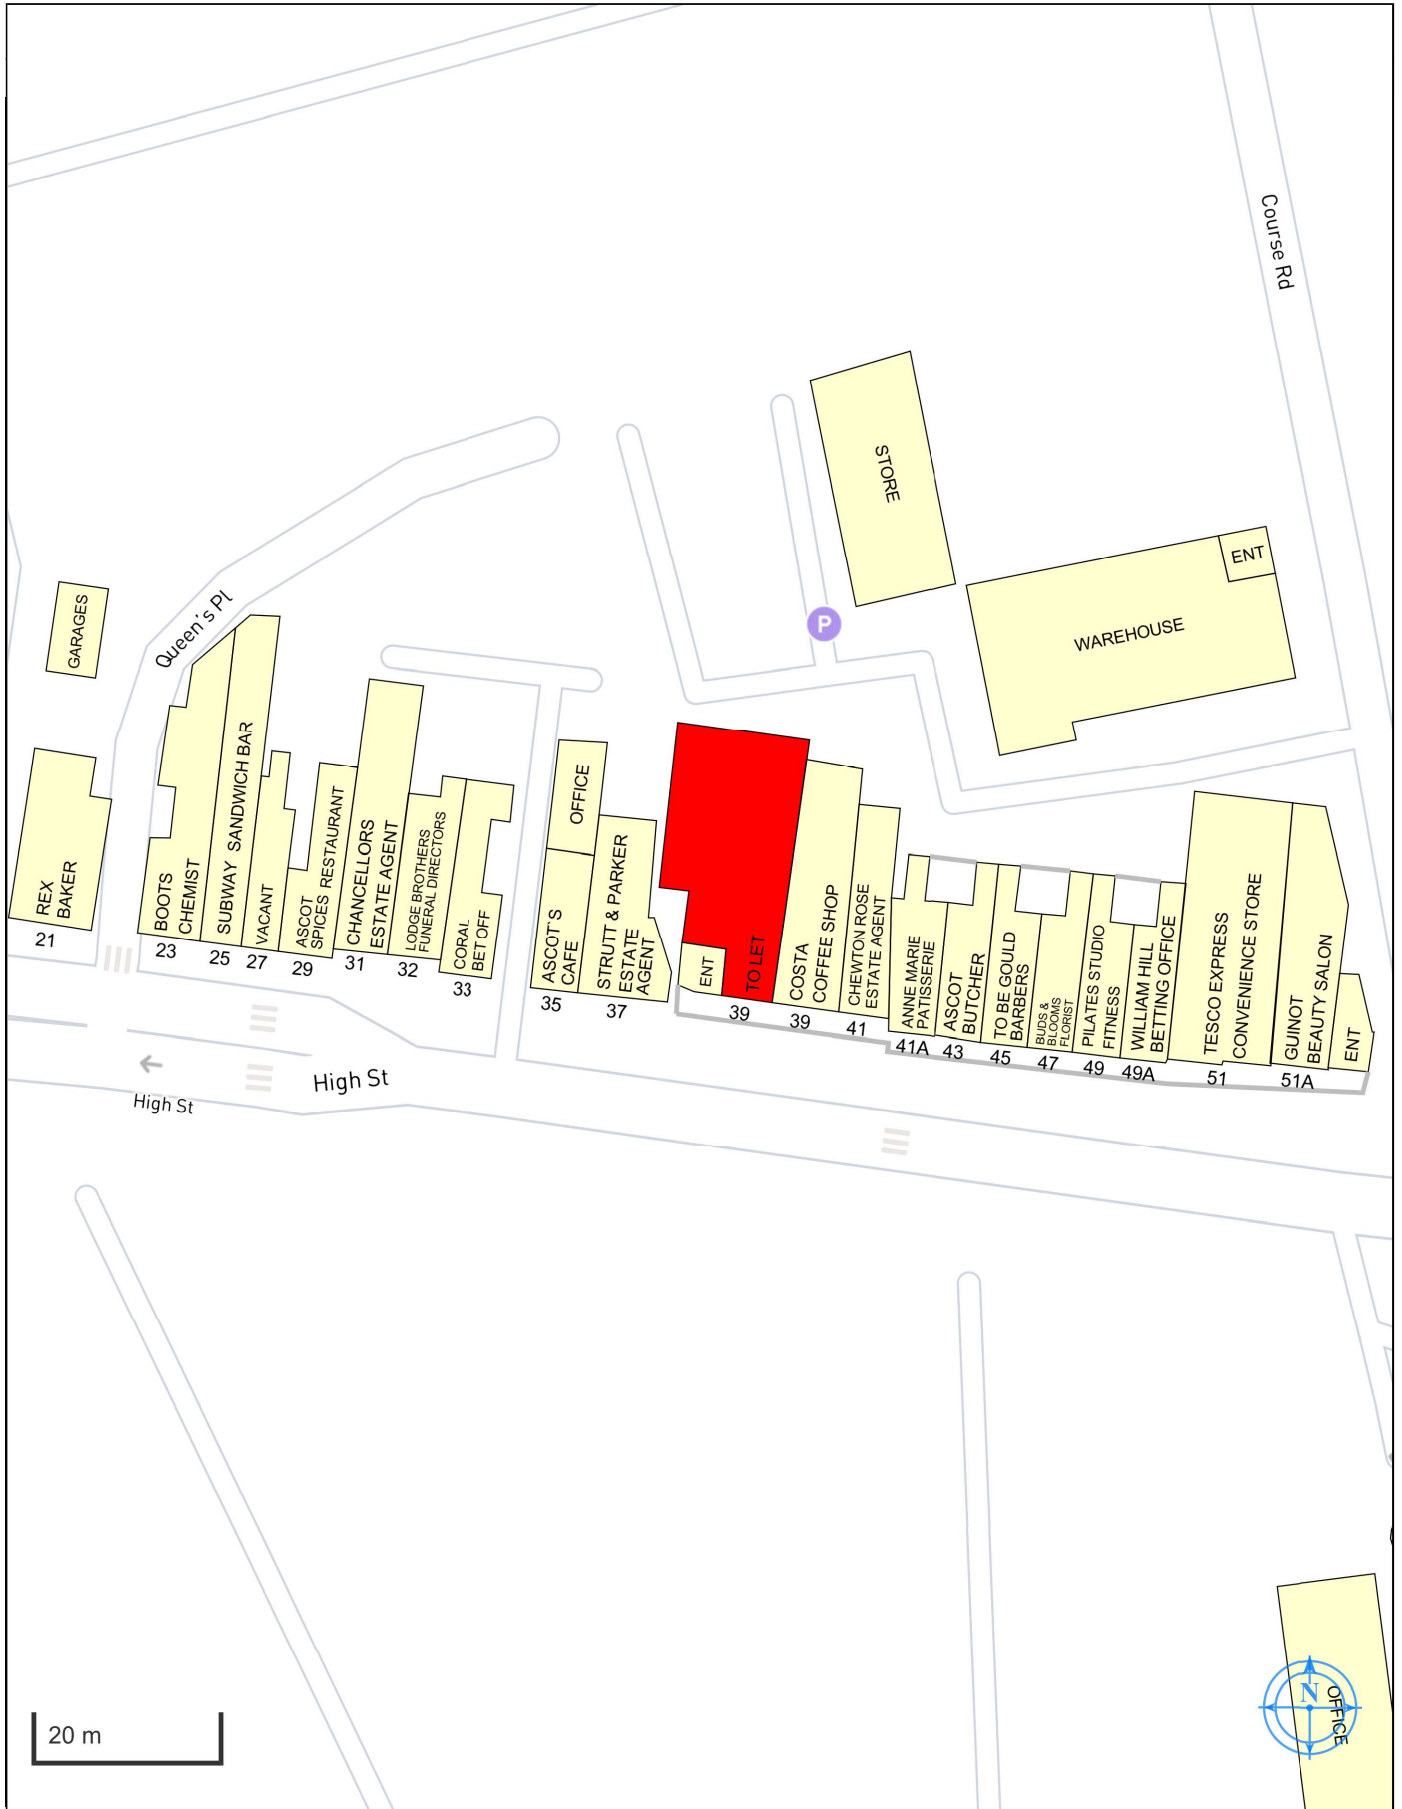 Course Rd
STORE
P
ENT
WAREHOUSE
Queen's Pl
GARAGES
REX
BAKER
21
BOOTS
CHEMIST
23
SUBWAY SANDWICH BAR
25
VACANT
27
ASCOT
SPICES RESTAURANT
29
CHANCELLORS
ESTATE AGENT
31
LODGE BROTHERS
FUNERAL DIRECTORS
32
CORAL
BET OFF
33
OFFICE
ASCOT'S
CAFE
35
STRUTT & PARKER
ESTATE
AGENT
37
ENT
TO LET
39
COSTA
COFFEE SHOP
39
CHEWTON ROSE
ESTATE AGENT
41
ANNE MARIE
PATISSERIE
41A
ASCOT
BUTCHER
43
TO BE GOULD
BARBERS
45
BUDS &
BLOOMS
FLORIST
47
PILATES STUDIO
FITNESS
49
WILLIAM HILL
BETTING OFFICE
49A
TESCO EXPRESS
CONVENIENCE STORE
51
GUINOT
BEAUTY SALON
51A
ENT
High St
High St
20 m
N
OFFICE